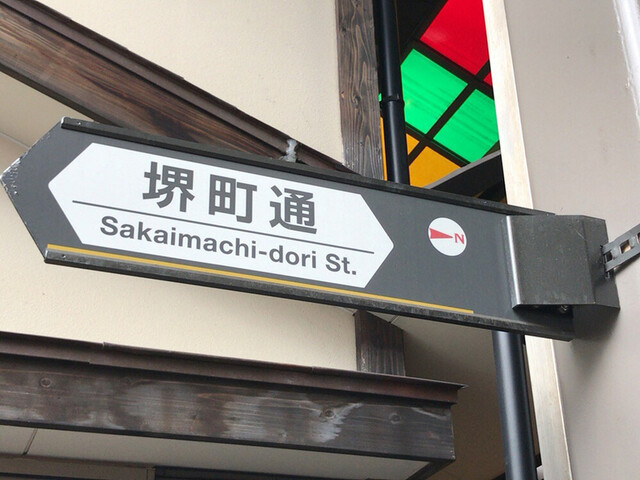 堺町通
Sakaimachi-dori St.
N